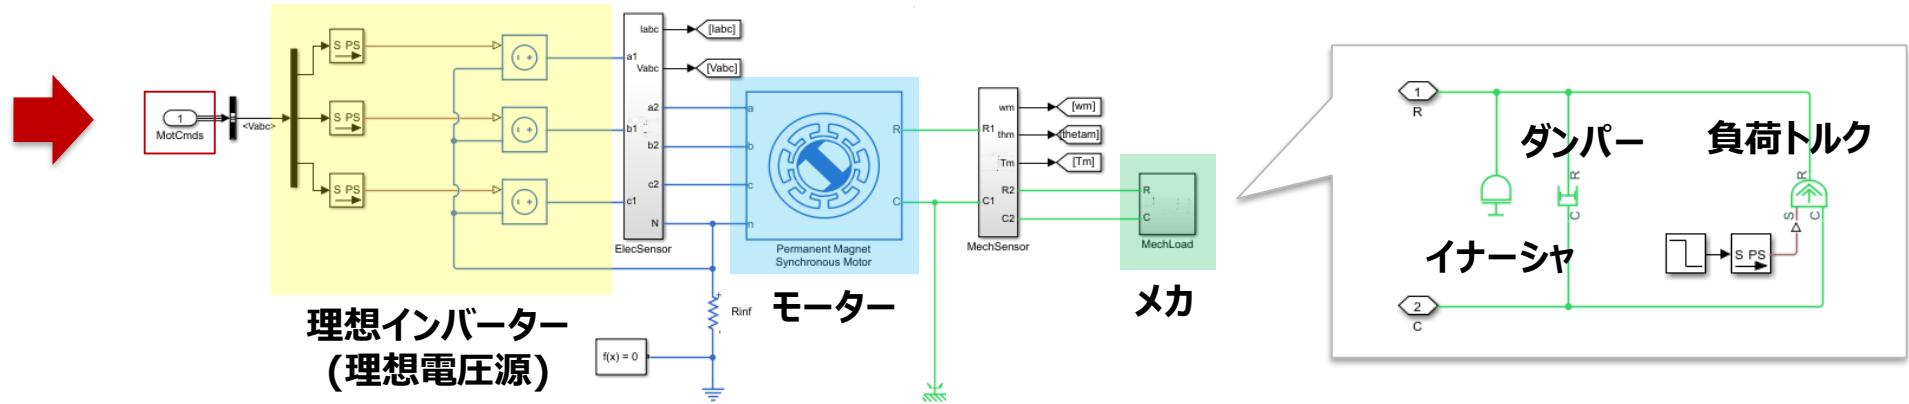 1
MotCmds
<Vabc>
S PS
S PS
S PS
Iabc
a1
Vabc
a2
b1
b2
c2
c1
N
ElecSensor
[Iabc]
[Vabc]
a
b
c
n
R
C
Permanent Magnet
Synchronous Motor
R1
C1
wm
thm
Tm
R2
C2
MechSensor
[wm]
[thetam]
[Tm]
R
C
MechLoad
理想インバーター
(理想電圧源)
モーター
メカ
+
-
Rinf
f(x) = 0
1
R
ダンパー
負荷トルク
R
C
R
S
C
イナーシャ
S PS
2
C